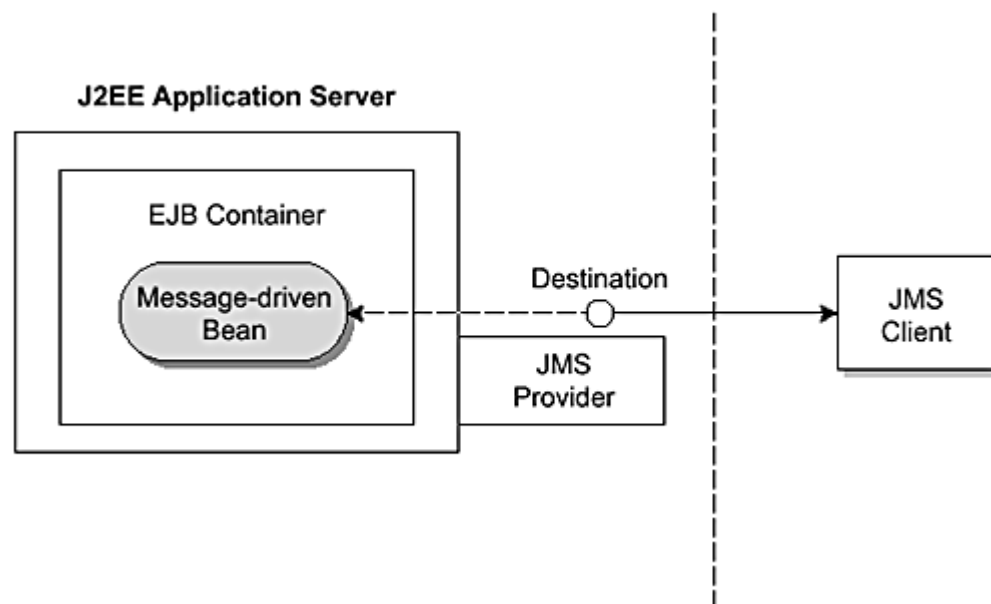 J2EE Application Server
EJB Container
Message-driven
Bean
Destination
JMS
Provider
JMS
Client